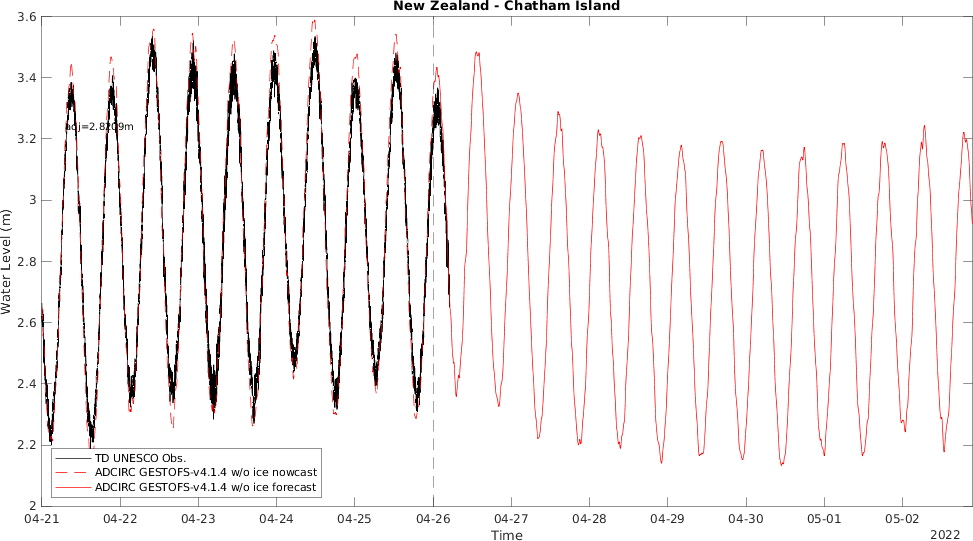 New Zealand - Chatham Island
3.6
3.4
adj=2.8209m
3.2
3
2.8
2.6
2.4
2.2
2
Water Level (m)
TD UNESCO Obs.
ADCIRC GESTOFS-v4.1.4 w/o ice nowcast
ADCIRC GESTOFS-v4.1.4 w/o ice forecast
04-21 04-22 04-23 04-24 04-25 04-26 04-27 04-28 04-29 04-30 05-01 05-02
Time
2022